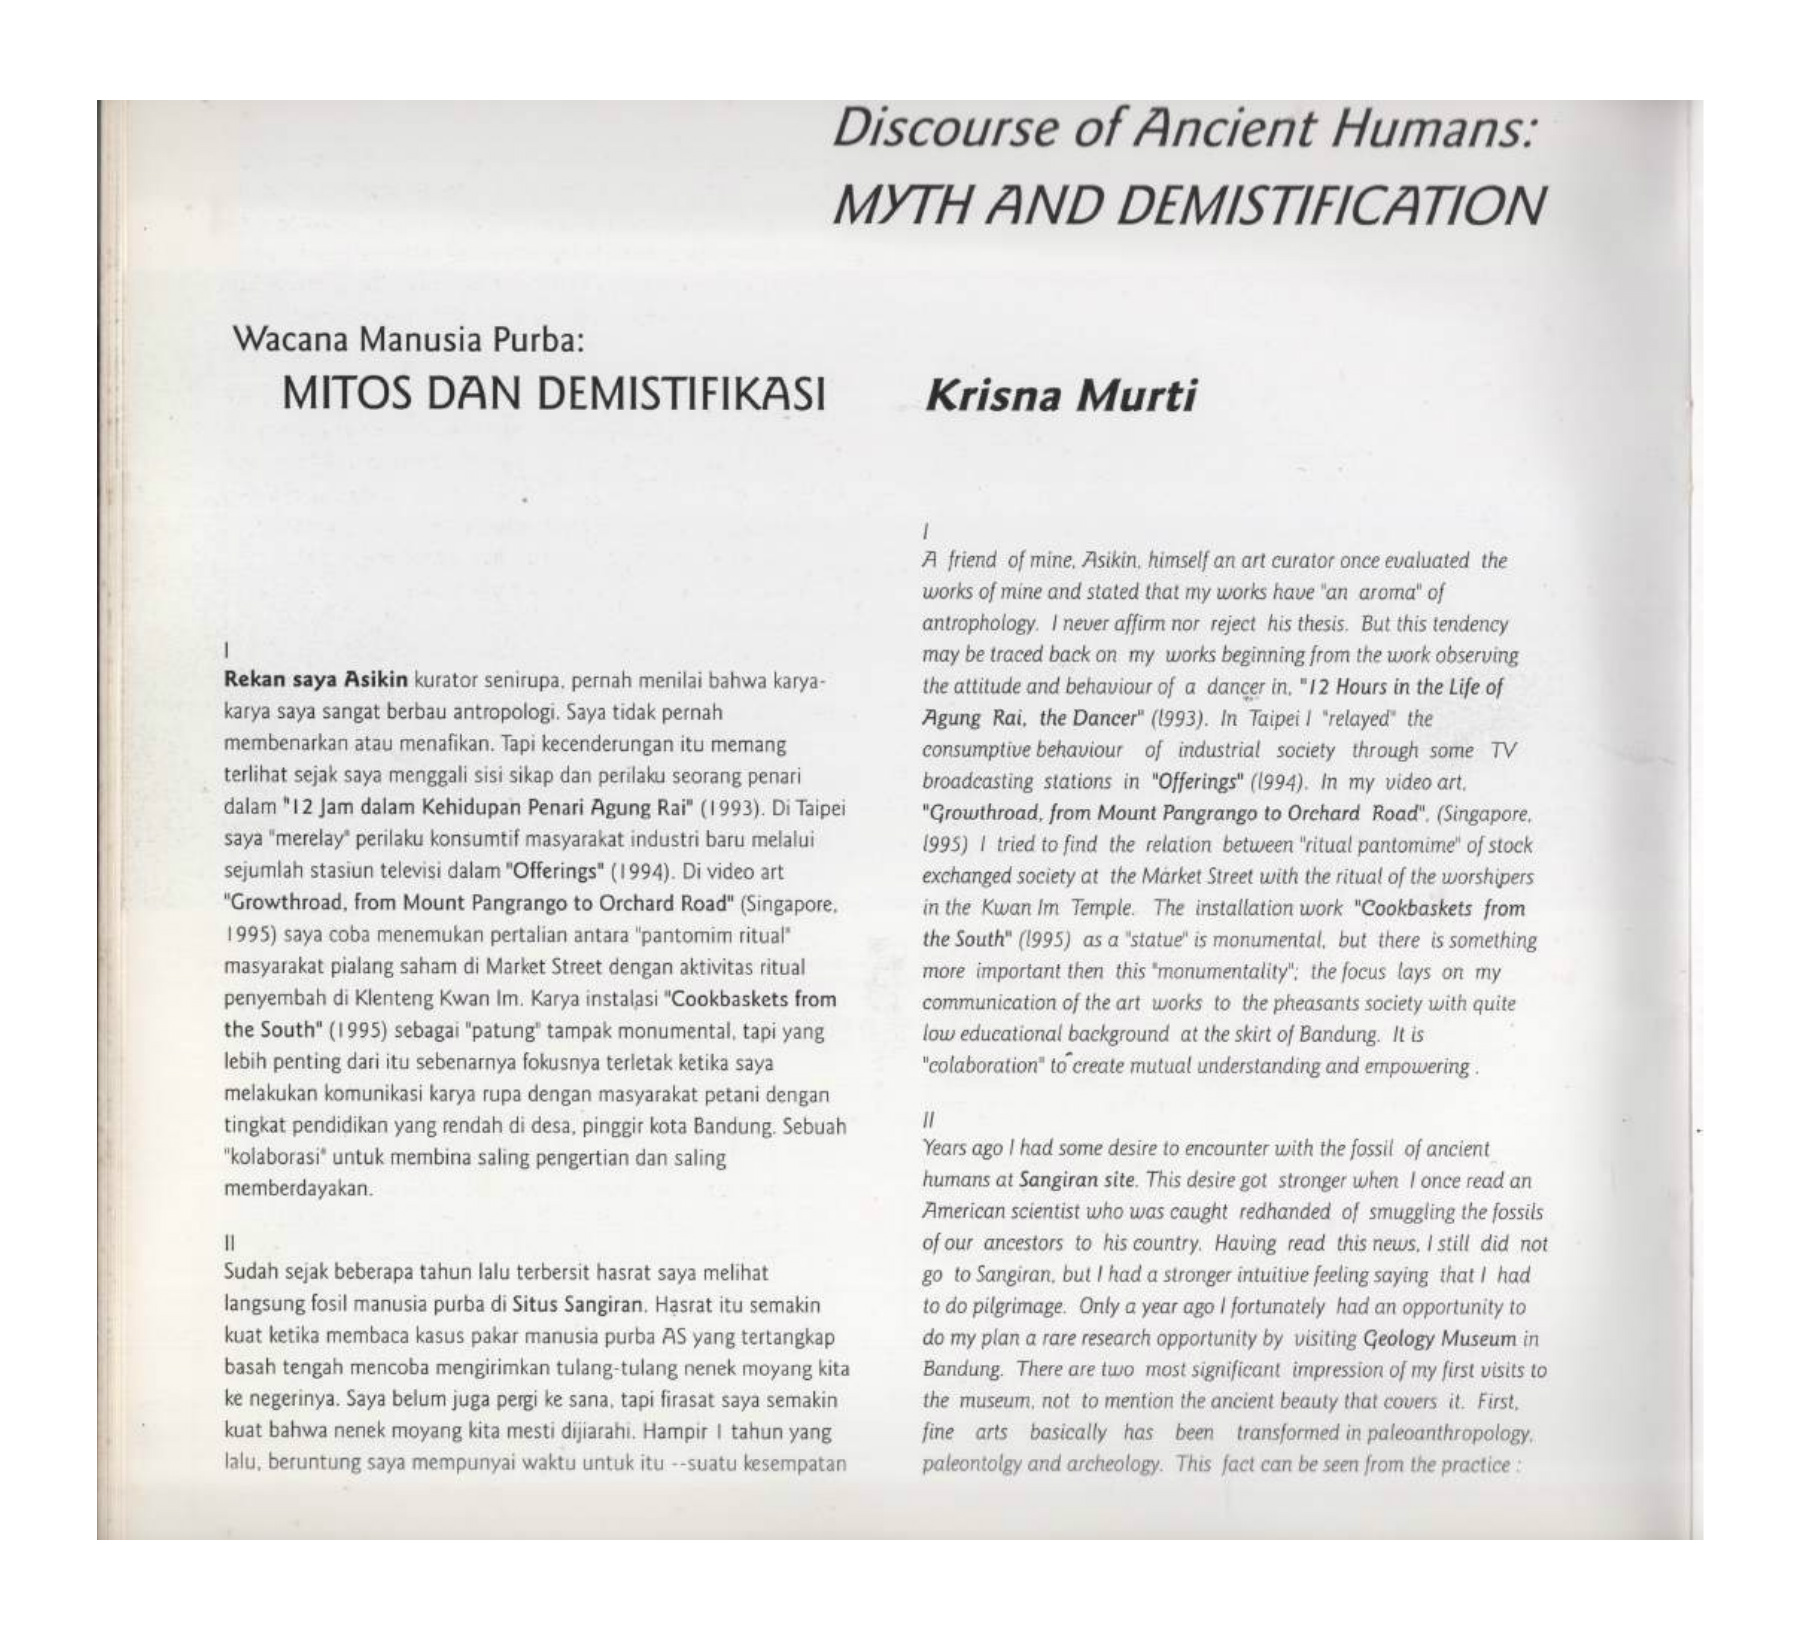 Discourse of Ancient Humans:
MYTH AND DEMISTIFICATION
Wacana Manusia Purba:
MITOS DAN DEMISTIFIKASI
Krisna Murti
I
Rekan saya Asikin kurator senirupa, pernah menilai bahwa karya-
karya saya sangat berbau antropologi. Saya tidak pernah
membenarkan atau menafikan. Tapi kecenderungan itu memang
terlihat sejak saya menggali sisi sikap dan perilaku seorang penari
dalam "12 Jam dalam Kehidupan Penari Agung Rai" (1993). Di Taipei
saya "merelay" perilaku konsumtif masyarakat industri baru melalui
sejumlah stasiun televisi dalam "Offerings" (1994). Di video art
"Growthroad, from Mount Pangrango to Orchard Road" (Singapore,
1995) saya coba menemukan pertalian antara "pantomim ritual"
masyarakat pialang saham di Market Street dengan aktivitas ritual
penyembah di Klenteng Kwan Im. Karya instalasi "Cookbaskets from
the South" (1995) sebagai "patung" tampak monumental, tapi yang
lebih penting dari itu sebenarnya fokusnya terletak ketika saya
melakukan komunikasi karya rupa dengan masyarakat petani dengan
tingkat pendidikan yang rendah di desa, pinggir kota Bandung. Sebuah
"kolaborasi" untuk membina saling pengertian dan saling
memberdayakan.
II
Sudah sejak beberapa tahun lalu terbersit hasrat saya melihat
langsung fosil manusia purba di Situs Sangiran. Hasrat itu semakin
kuat ketika membaca kasus pakar manusia purba AS yang tertangkap
basah tengah mencoba mengirimkan tulang-tulang nenek moyang kita
ke negerinya. Saya belum juga pergi ke sana, tapi firasat saya semakin
kuat bahwa nenek moyang kita mesti dijiarahi. Hampir 1 tahun yang
lalu, beruntung saya mempunyai waktu untuk itu --suatu kesempatan
I
A friend of mine, Asikin, himself an art curator once evaluated the
works of mine and stated that my works have "an aroma" of
antrophology. I never affirm nor reject his thesis. But this tendency
may be traced back on my works beginning from the work observing
the attitude and behaviour of a dancer in, "12 Hours in the Life of
Agung Rai, the Dancer" (1993). In Taipei I "relayed" the
consumptive behaviour of industrial society through some TV
broadcasting stations in "Offerings" (1994). In my video art,
"Growthroad, from Mount Pangrango to Orchard Road", (Singapore,
1995) I tried to find the relation between "ritual pantomime" of stock
exchanged society at the Market Street with the ritual of the worshipers
in the Kwan Im Temple. The installation work "Cookbaskets from
the South" (1995) as a "statue" is monumental, but there is something
more important then this "monumentality"; the focus lays on my
communication of the art works to the pheasants society with quite
low educational background at the skirt of Bandung. It is
"colaboration" to create mutual understanding and empowering .
II
Years ago I had some desire to encounter with the fossil of ancient
humans at Sangiran site. This desire got stronger when I once read an
American scientist who was caught redhanded of smuggling the fossils
of our ancestors to his country. Having read this news, I still did not
go to Sangiran, but I had a stronger intuitive feeling saying that I had
to do pilgrimage. Only a year ago I fortunately had an opportunity to
do my plan a rare research opportunity by visiting Geology Museum in
Bandung. There are two most significant impression of my first visits to
the museum, not to mention the ancient beauty that covers it. First,
fine arts basically has been transformed in paleoanthropology,
paleontolgy and archeology. This fact can be seen from the practice :